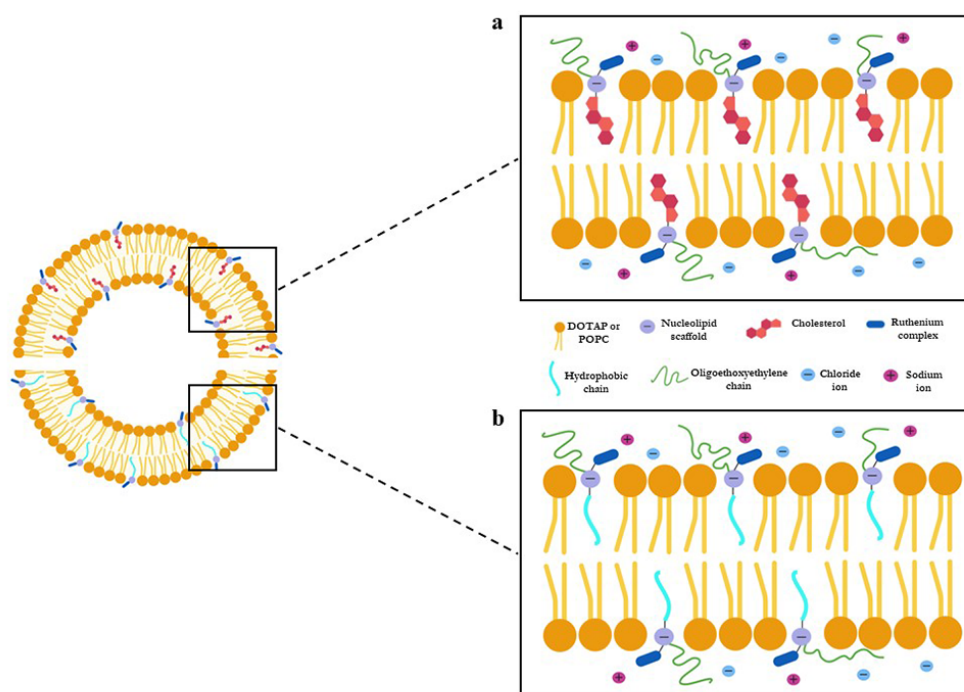 a
DOTAP or
POPC
Nucleolipid
scaffold
Cholesterol
Ruthenium
complex
Hydrophobic
chain
Oligoethoxyethylene
chain
Chloride
ion
Sodium
ion
b